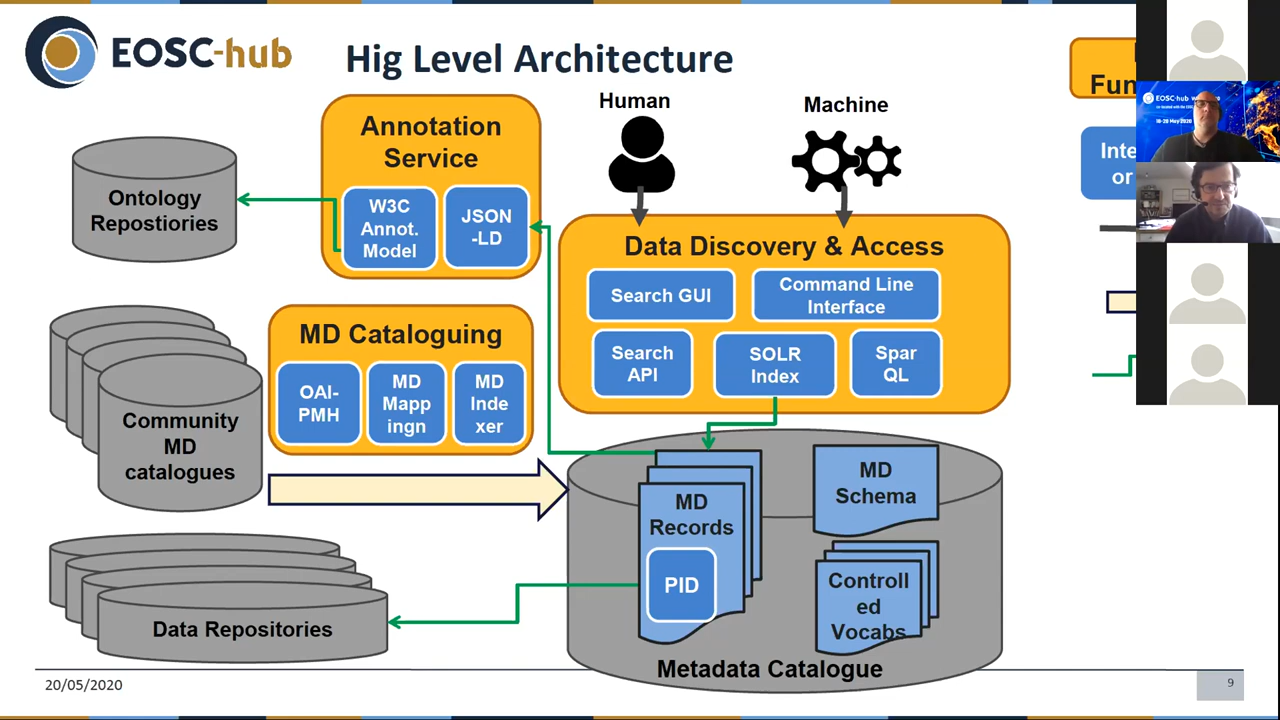 EOSC-hub
Hig Level Architecture
Human
Machine
Annotation
Service
W3C
Annot.
Model
JSON
-LD
Ontology
Repostiories
Data Discovery & Access
Search GUI
Command Line
Interface
Search
API
SOLR
Index
Spar
QL
MD Cataloguing
OAI-
PMH
MD
Mapp
ingn
MD
Inde
xer
Community
MD
catalogues
MD
Records
PID
MD
Schema
Controll
ed
Vocabs
Data Repositories
Metadata Catalogue
Fun
Inte
or
EOSC-hub
20/05/2020
9